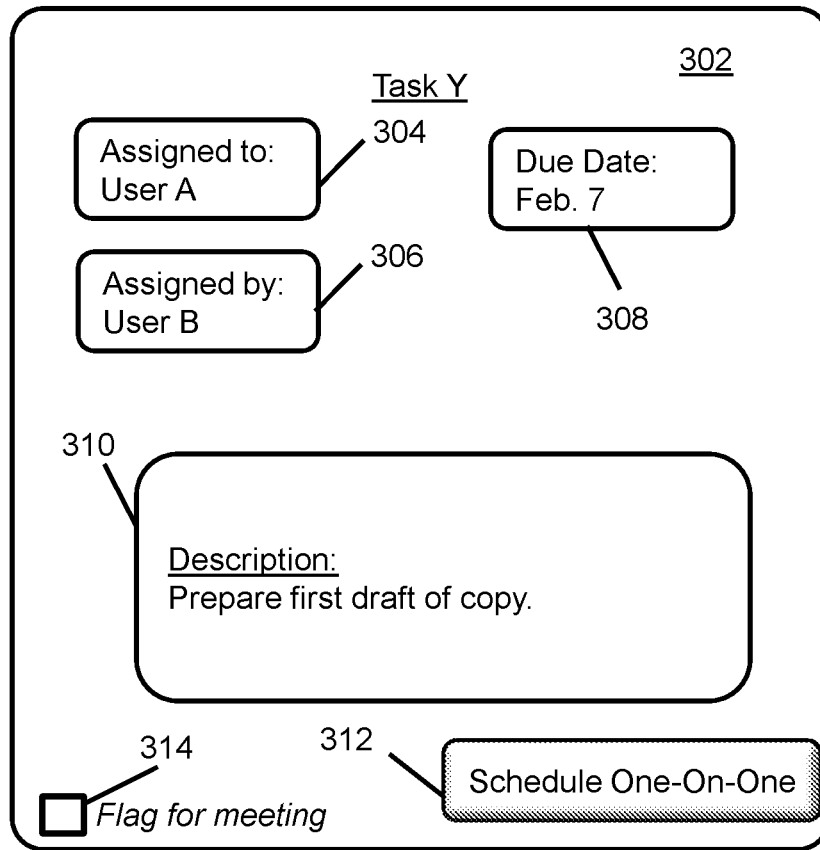 302
Task Y
304
Assigned to:
User A
Due Date:
Feb. 7
306
Assigned by:
User B
308
310
Description:
Prepare first draft of copy.
314
312
Schedule One-On-One
Flag for meeting